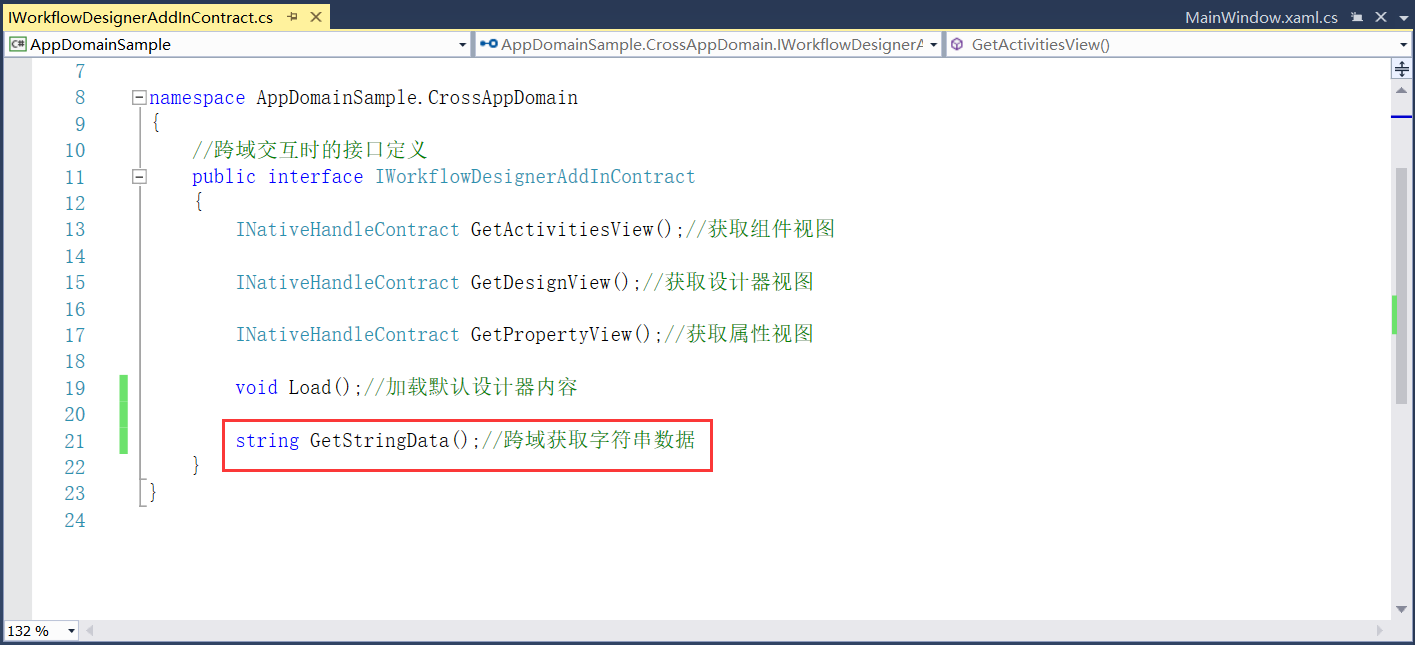 IWorkflowDesignerAddInContract.cs
MainWindow.xaml.cs
C# AppDomainSample
AppDomainSample.CrossAppDomain.IWorkflowDesignerA
GetActivitiesView()
7
8 namespace AppDomainSample.CrossAppDomain
9 {
10 //跨域交互时的接口定义
11 public interface IWorkflowDesignerAddInContract
12 {
13 INativeHandleContract GetActivitiesView();//获取组件视图
14
15 INativeHandleContract GetDesignView();//获取设计器视图
16
17 INativeHandleContract GetPropertyView();//获取属性视图
18
19 void Load();//加载默认设计器内容
20
21 string GetStringData();//跨域获取字符串数据
22 }
23 }
24
132 %